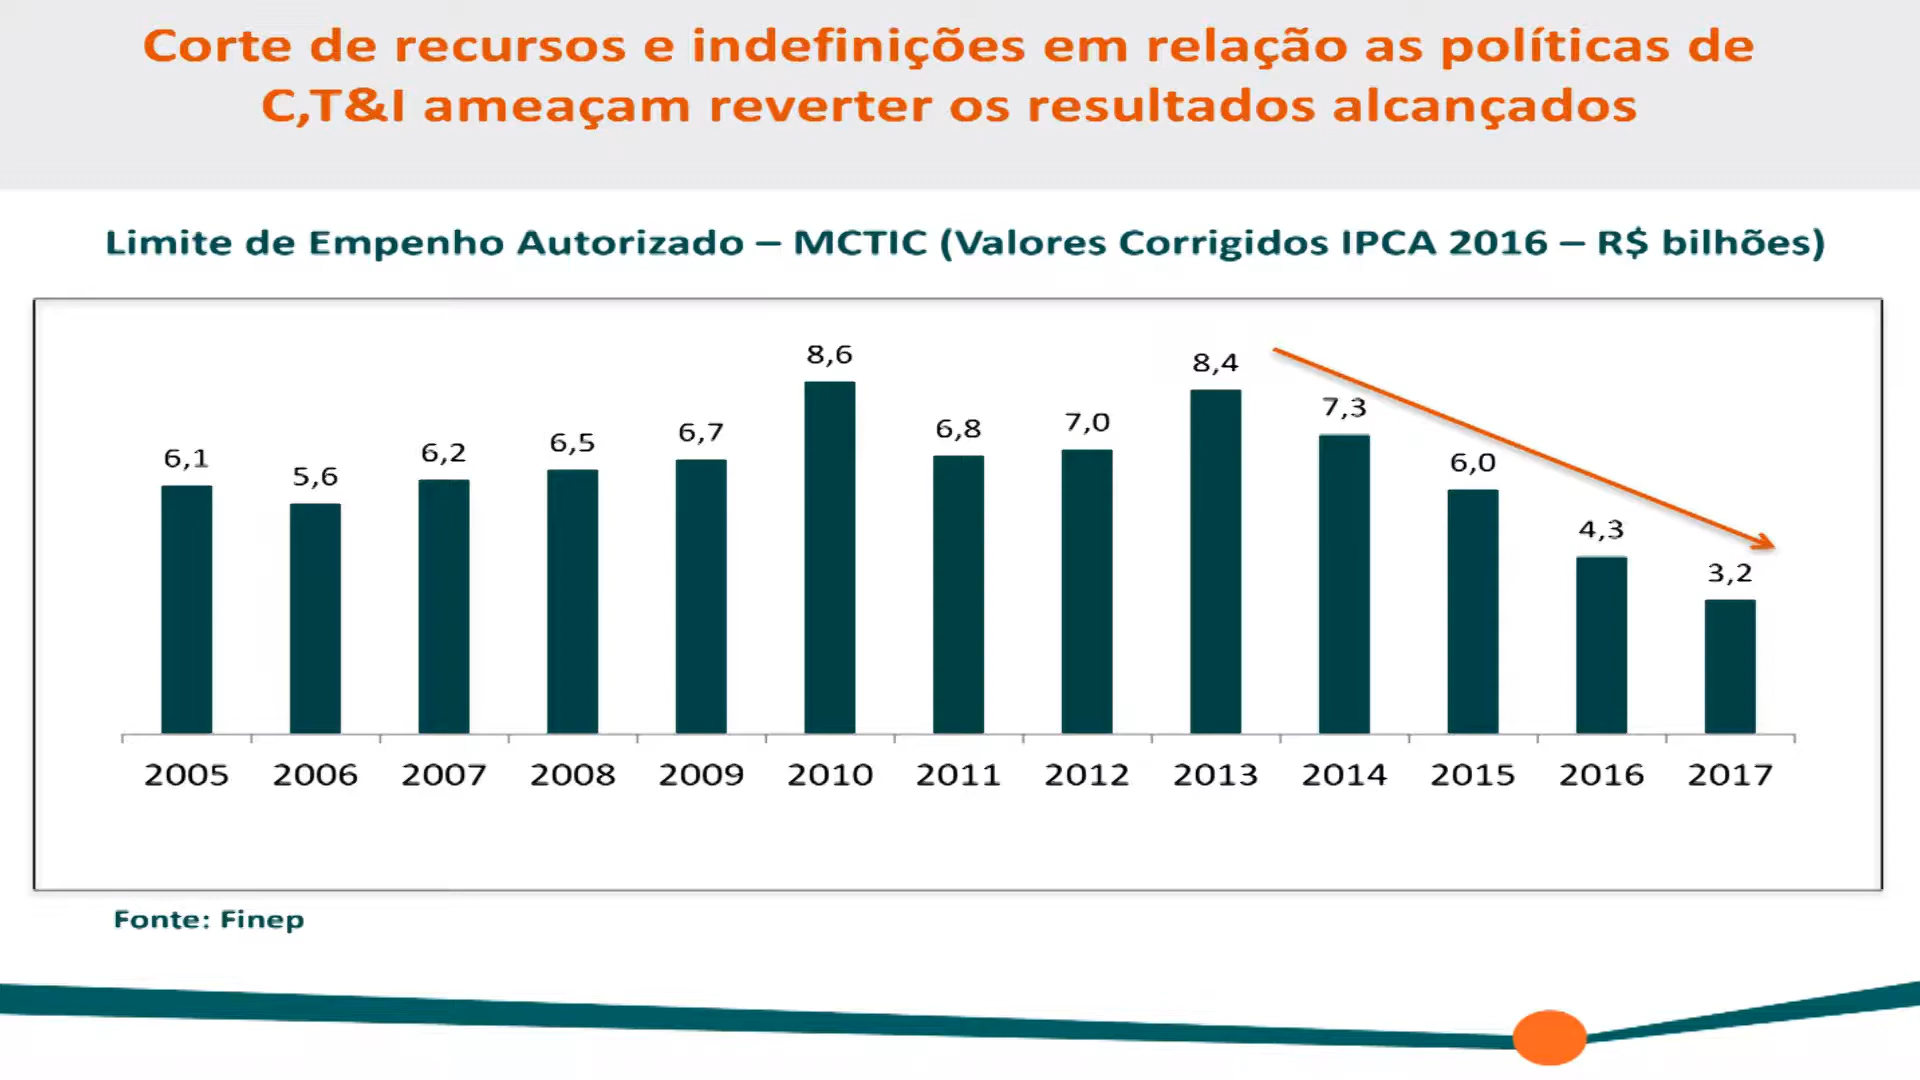 Corte de recursos e indefinições em relação as políticas de
C,T&I ameaçam reverter os resultados alcançados
Limite de Empenho Autorizado – MCTIC (Valores Corrigidos IPCA 2016 – R$ bilhões)
6,1
5,6
6,2
6,5
6,7
8,6
6,8
7,0
8,4
7,3
6,0
4,3
3,2
2005 2006 2007 2008 2009 2010 2011 2012 2013 2014 2015 2016 2017
Fonte: Finep